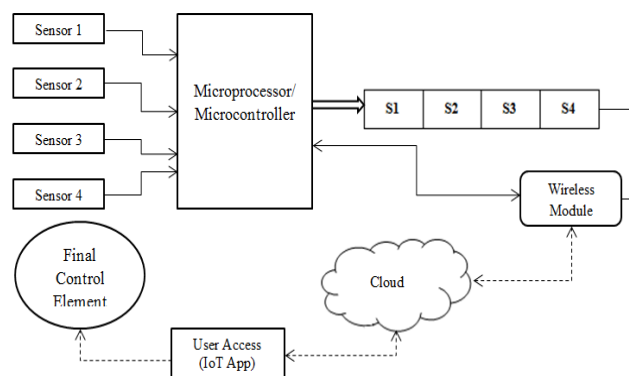 Sensor 1
Sensor 2
Sensor 3
Sensor 4
Microprocessor/
Microcontroller
S1 S2 S3 S4
Wireless
Module
Final
Control
Element
Cloud
User Access
(IoT App)